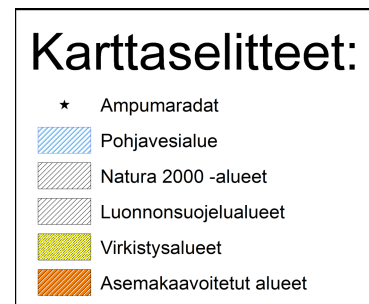 Karttaselitteet:
Ampumaradat
Pohjavesialue
Natura 2000 -alueet
Luonnonsuojelualueet
Virkistysalueet
Asemakaavoitetut alueet